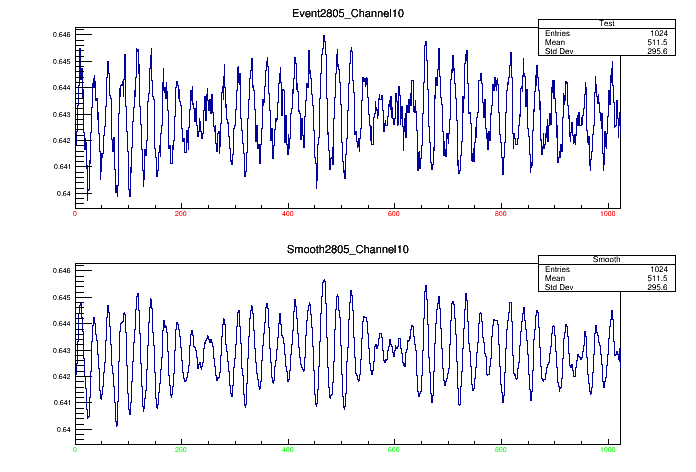 Event2805_Channel10
Test
Entries 1024
Mean 511.5
Std Dev 295.6
0.646
0.645
0.644
0.643
0.642
0.641
0.64
0 200 400 600 800 1000
Smooth2805_Channel10
Smooth
Entries 1024
Mean 511.5
Std Dev 295.6
0.646
0.645
0.644
0.643
0.642
0.641
0.64
0 200 400 600 800 1000